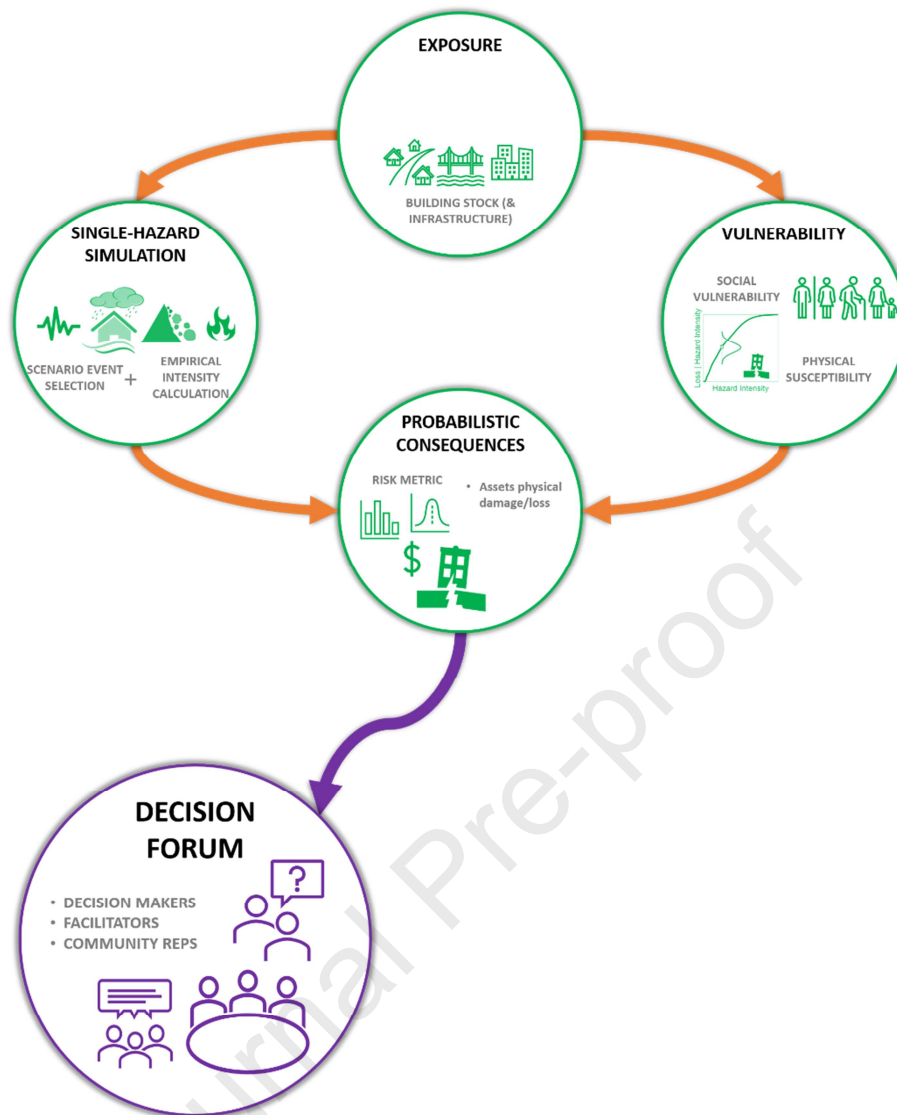 EXPOSURE
BUILDING STOCK (&
INFRASTRUCTURE)
SINGLE-HAZARD
SIMULATION
SCENARIO EVENT
SELECTION
+
EMPIRICAL
INTENSITY
CALCULATION
VULNERABILITY
SOCIAL
VULNERABILITY
Loss | Hazard Intensity
Hazard Intensity
PHYSICAL
SUSCEPTIBILITY
PROBABILISTIC
CONSEQUENCES
RISK METRIC
• Assets physical
damage/loss
$
DECISION
FORUM
?
• DECISION MAKERS
• FACILITATORS
• COMMUNITY REPS
urnal Pre-proof